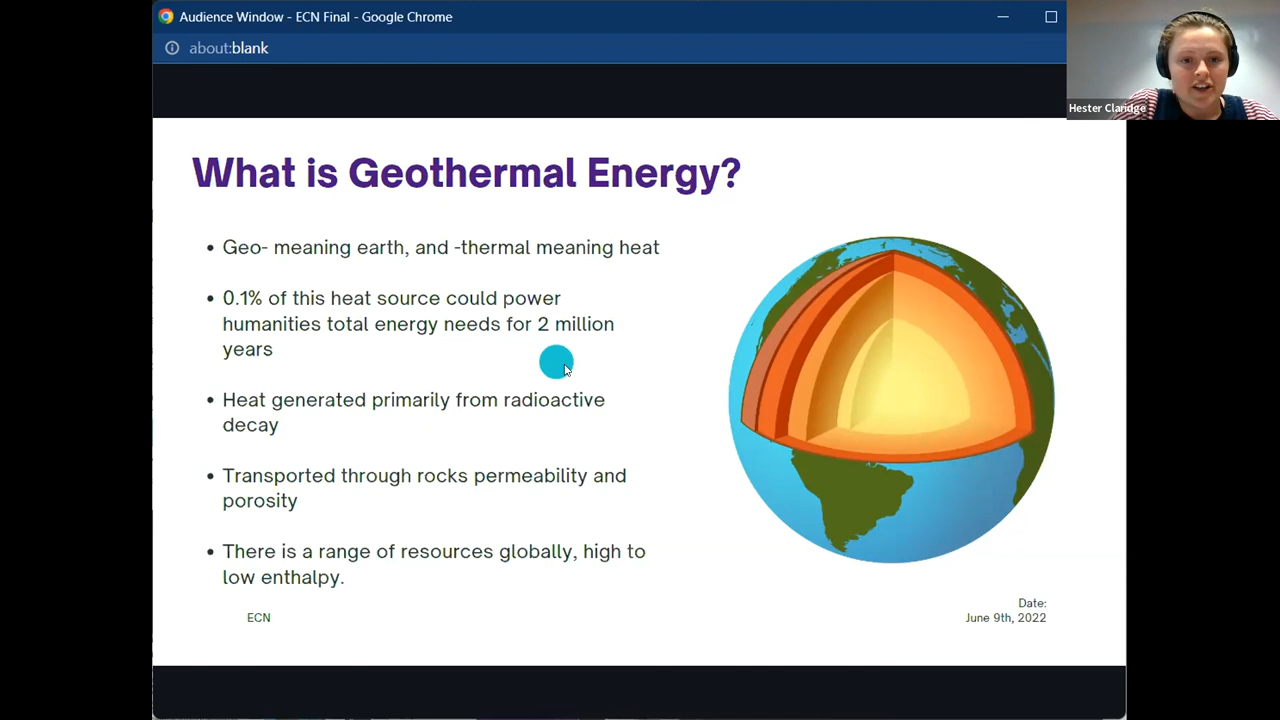 Audience Window - ECN Final - Google Chrome
about:blank
Hester Claridge
What is Geothermal Energy?
• Geo- meaning earth, and -thermal meaning heat
• 0.1% of this heat source could power
humanities total energy needs for 2 million
years
• Heat generated primarily from radioactive
decay
• Transported through rocks permeability and
porosity
• There is a range of resources globally, high to
low enthalpy.
ECN
Date:
June 9th, 2022